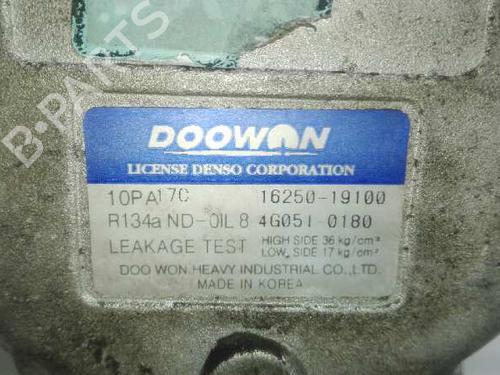 DOOWON
LICENSE DENSO CORPORATION
10PA17C 16250-19100
R134a ND-OIL 8 4G051-0180
LEAKAGE TEST HIGH SIDE 36 kg/cm²
LOW SIDE 17 kg/cm²
DOO WON HEAVY INDUSTRIAL CO.,LTD.
MADE IN KOREA
B-PARTS